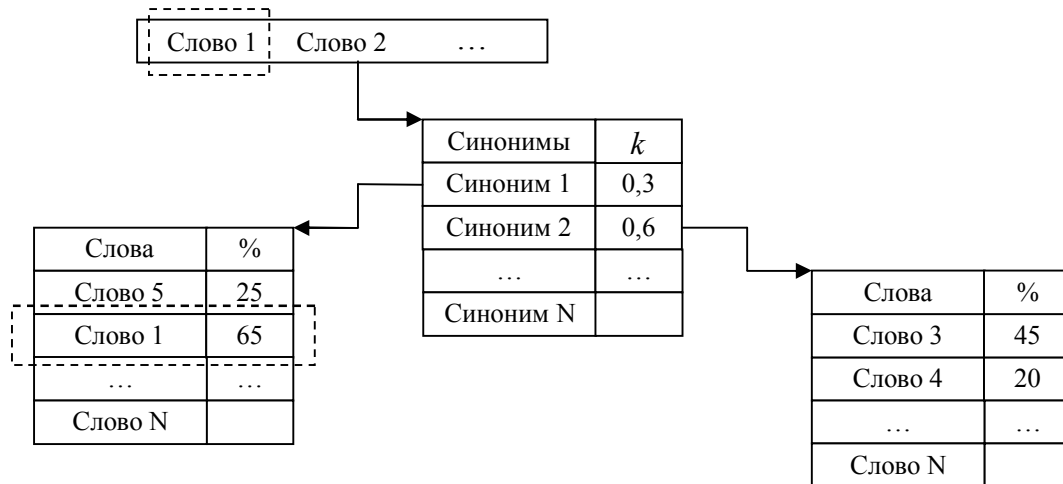 Слово 1 Слово 2 …
Синонимы k
Синоним 1 0,3
Синоним 2 0,6
… …
Синоним N
Слова %
Слово 5 25
Слово 1 65
… …
Слово N
Слова %
Слово 3 45
Слово 4 20
… …
Слово N